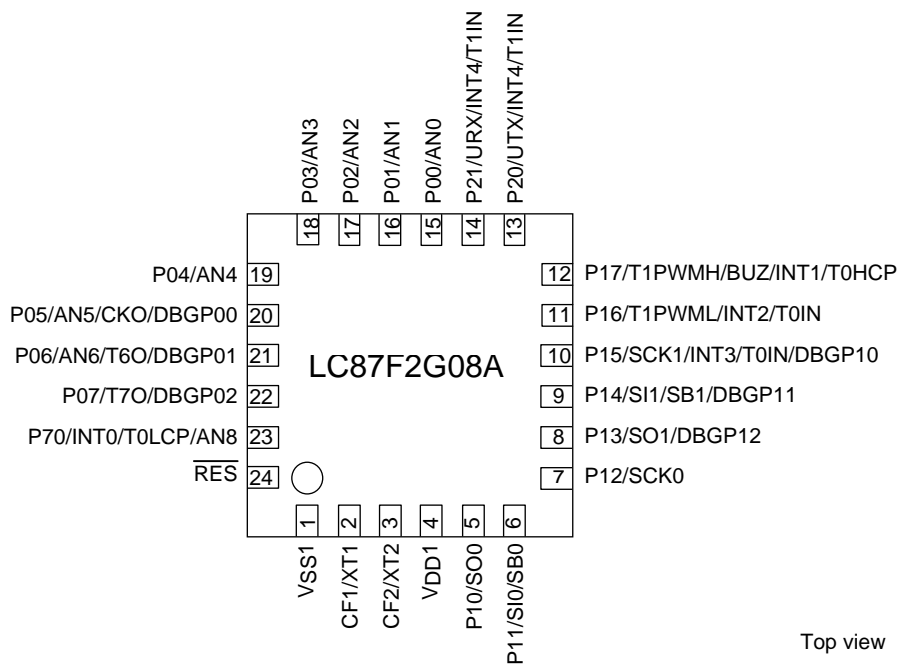 P03/AN3
P02/AN2
P01/AN1
P00/AN0
P21/URX/INT4/T1IN
P20/UTX/INT4/T1IN
18
17
16
15
14
13
P04/AN4 19
P05/AN5/CKO/DBGP00 20
P06/AN6/T6O/DBGP01 21
P07/T7O/DBGP02 22
P70/INT0/T0LCP/AN8 23
RES 24
LC87F2G08A
12 P17/T1PWMH/BUZ/INT1/T0HCP
11 P16/T1PWML/INT2/T0IN
10 P15/SCK1/INT3/T0IN/DBGP10
9 P14/SI1/SB1/DBGP11
8 P13/SO1/DBGP12
7 P12/SCK0
1
2
3
4
5
6
VSS1
CF1/XT1
CF2/XT2
VDD1
P10/SO0
P11/SI0/SB0
Top view